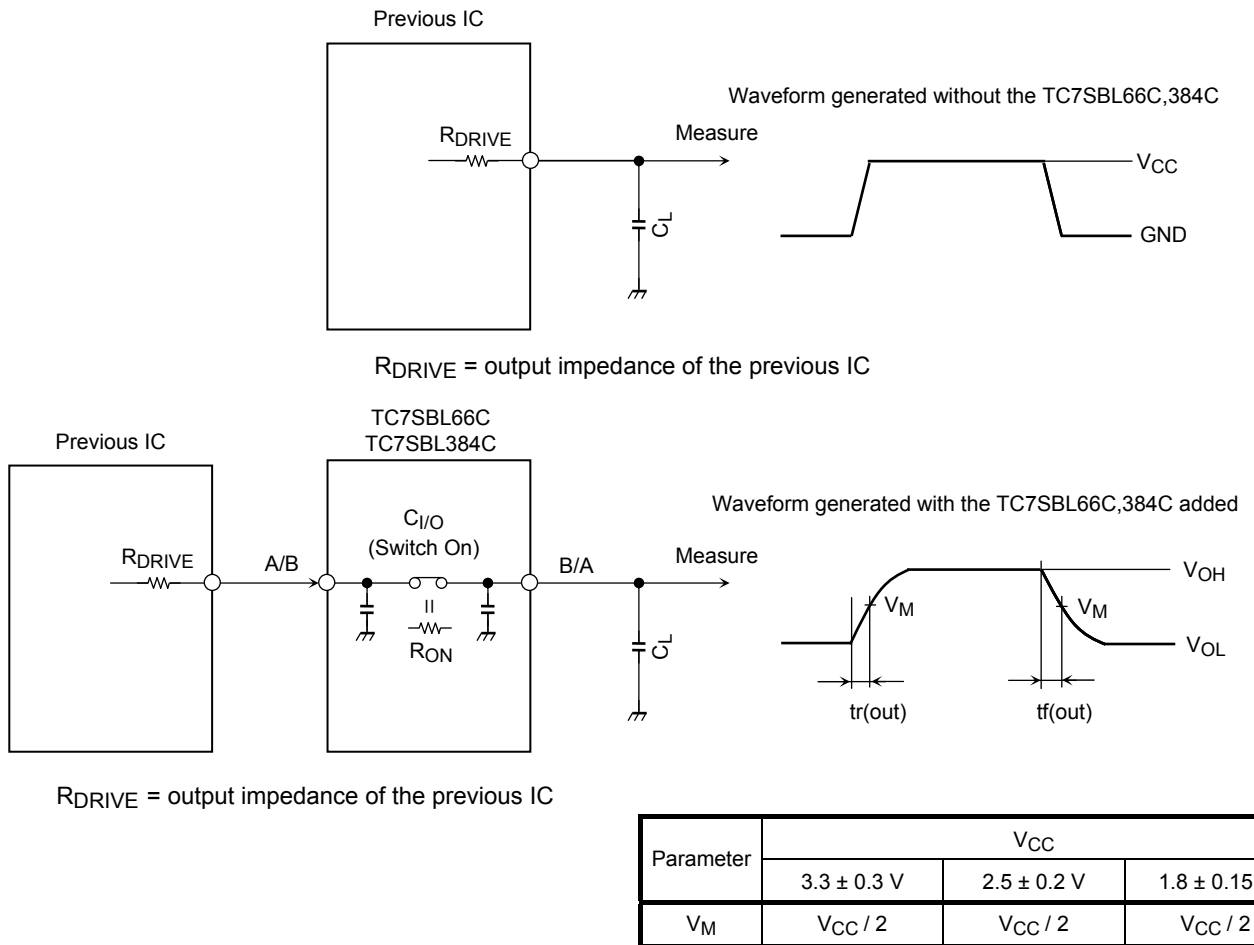 Previous IC
Waveform generated without the TC7SBL66C,384C
RDRIVE
Measure
VCC
CL
GND
RDRIVE = output impedance of the previous IC
TC7SBL66C
TC7SBL384C
Previous IC
Waveform generated with the TC7SBL66C,384C added
CI/O
(Switch On)
RDRIVE
A/B
B/A
Measure
VOH
VM
VM
RON
CL
VOL
tr(out)
tf(out)
RDRIVE = output impedance of the previous IC
Parameter
VCC
3.3 ± 0.3 V
2.5 ± 0.2 V
1.8 ± 0.15
VM
VCC / 2
VCC / 2
VCC / 2